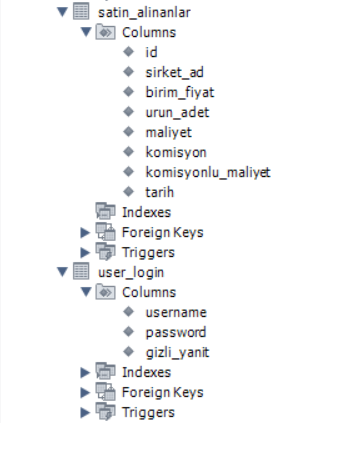 satin_alinanlar
Columns
id
sirket_ad
birim_fiyat
urun_adet
maliyet
komisyon
komisyonlu_maliyet
tarih
Indexes
Foreign Keys
Triggers
user_login
Columns
username
password
gizli_yanit
Indexes
Foreign Keys
Triggers